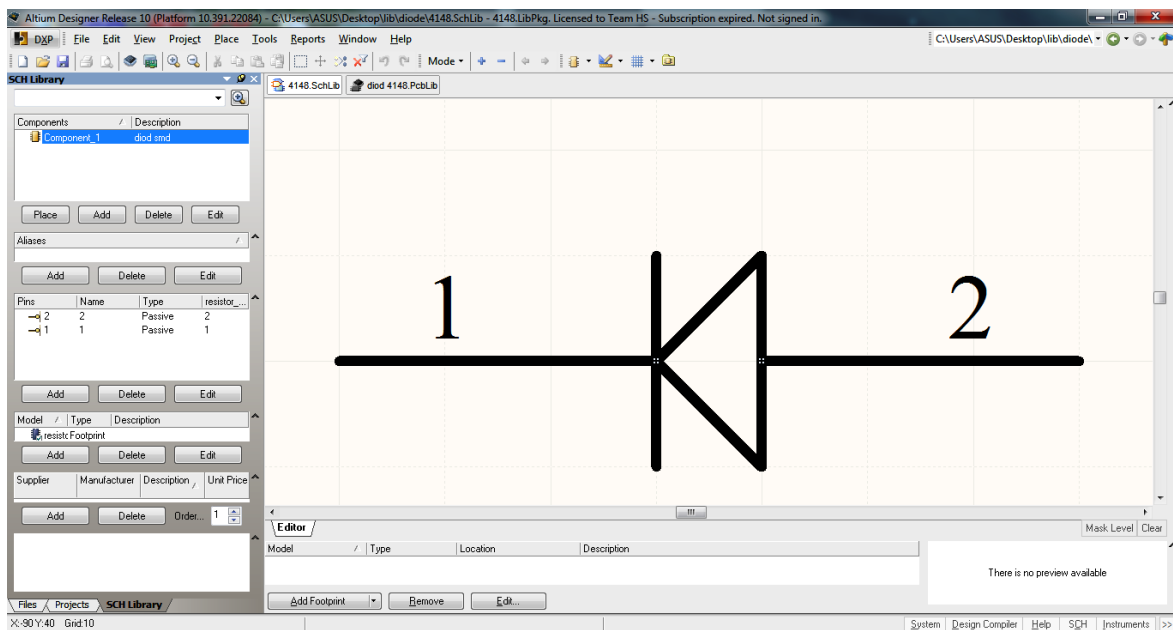 Altium Designer Release 10 (Platform 10.391.22084) - C:\Users\ASUS\Desktop\lib\diode\4148.SchLib - 4148.LibPkg. Licensed to Team HS - Subscription expired. Not signed in.
DXP File Edit View Project Place Tools Reports Window Help C:\Users\ASUS\Desktop\lib\diode\
Mode
SCH Library
4148.SchLib diod 4148.PcbLib
Components / Description
Component_1 diod smd
Place Add Delete Edit
Aliases /
Add Delete Edit
Pins Name Type resistor_...
2 2 Passive 2
1 1 Passive 1
1 2
Add Delete Edit
Model / Type Description
resistc Footprint
Add Delete Edit
Supplier Manufacturer Description / Unit Price
Add Delete Order... 1
Editor Mask Level Clear
Model / Type Location Description
There is no preview available
Add Footprint Remove Edit...
Files Projects SCH Library
X:-90 Y:40 Grid:10 System Design Compiler Help SCH Instruments >>